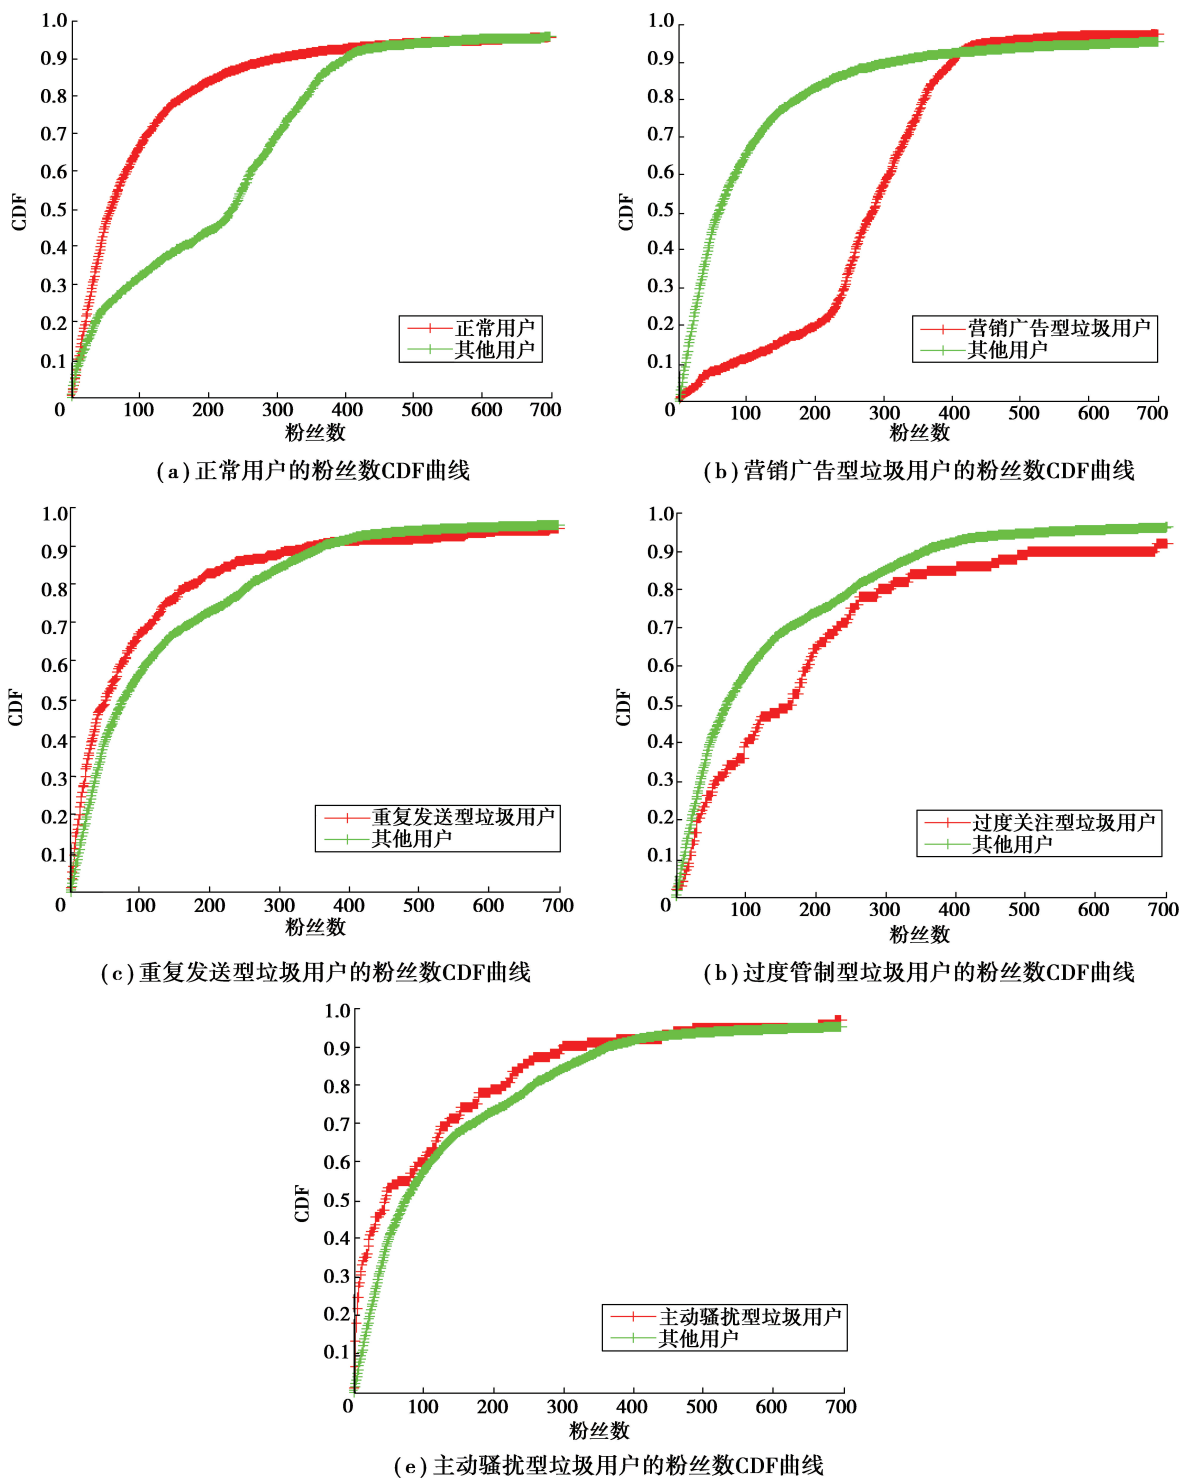 1.0
0.9
0.8
0.7
0.6
0.5
0.4
0.3
0.2
0.1
CDF
正常用户
其他用户
0 100 200 300 400 500 600 700
粉丝数
(a)正常用户的粉丝数CDF曲线
1.0
0.9
0.8
0.7
0.6
0.5
0.4
0.3
0.2
0.1
CDF
营销广告型垃圾用户
其他用户
0 100 200 300 400 500 600 700
粉丝数
(b)营销广告型垃圾用户的粉丝数CDF曲线
1.0
0.9
0.8
0.7
0.6
0.5
0.4
0.3
0.2
0.1
CDF
重复发送型垃圾用户
其他用户
0 100 200 300 400 500 600 700
粉丝数
(c)重复发送型垃圾用户的粉丝数CDF曲线
1.0
0.9
0.8
0.7
0.6
0.5
0.4
0.3
0.2
0.1
CDF
过度关注型垃圾用户
其他用户
0 100 200 300 400 500 600 700
粉丝数
(b)过度管制型垃圾用户的粉丝数CDF曲线
1.0
0.9
0.8
0.7
0.6
0.5
0.4
0.3
0.2
0.1
CDF
主动骚扰型垃圾用户
其他用户
0 100 200 300 400 500 600 700
粉丝数
(e)主动骚扰型垃圾用户的粉丝数CDF曲线